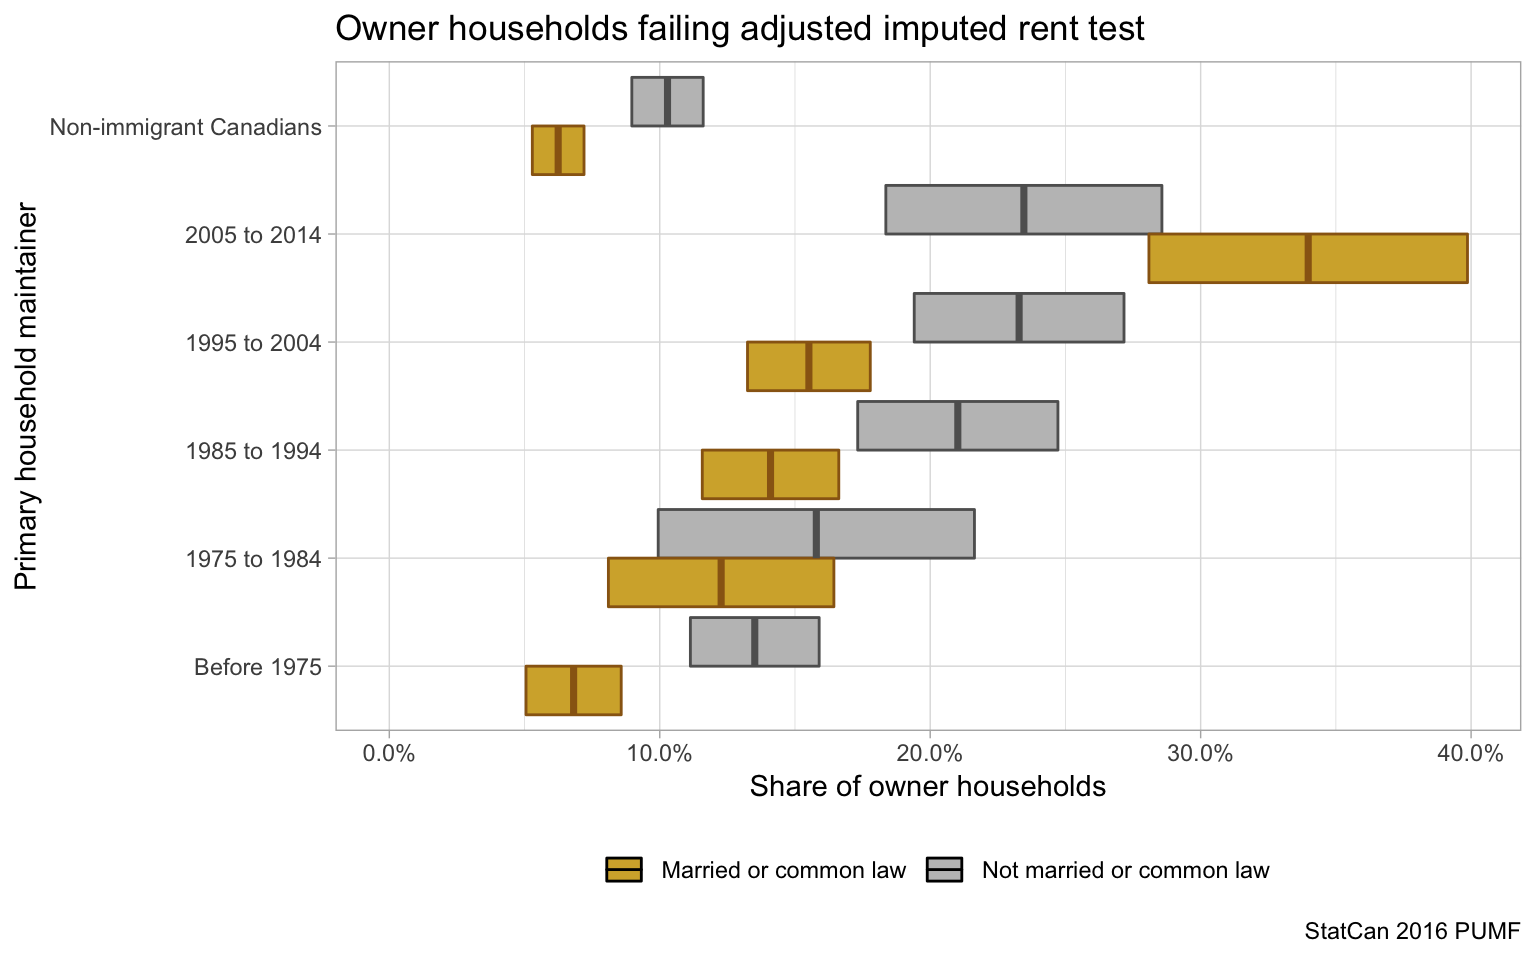 Owner households failing adjusted imputed rent test
Primary household maintainer
Non-immigrant Canadians
2005 to 2014
1995 to 2004
1985 to 1994
1975 to 1984
Before 1975
0.0% 10.0% 20.0% 30.0% 40.0%
Share of owner households
Married or common law Not married or common law
StatCan 2016 PUMF